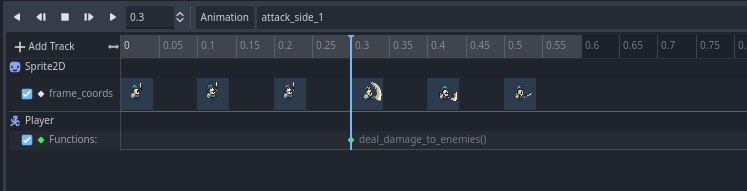 0.3 Animation attack_side_1
Add Track 0 0.05 0.1 0.15 0.2 0.25 0.3 0.35 0.4 0.45 0.5 0.55 0.6 0.65 0.7 0.75 0.
Sprite2D
frame_coords
Player
Functions: deal_damage_to_enemies()